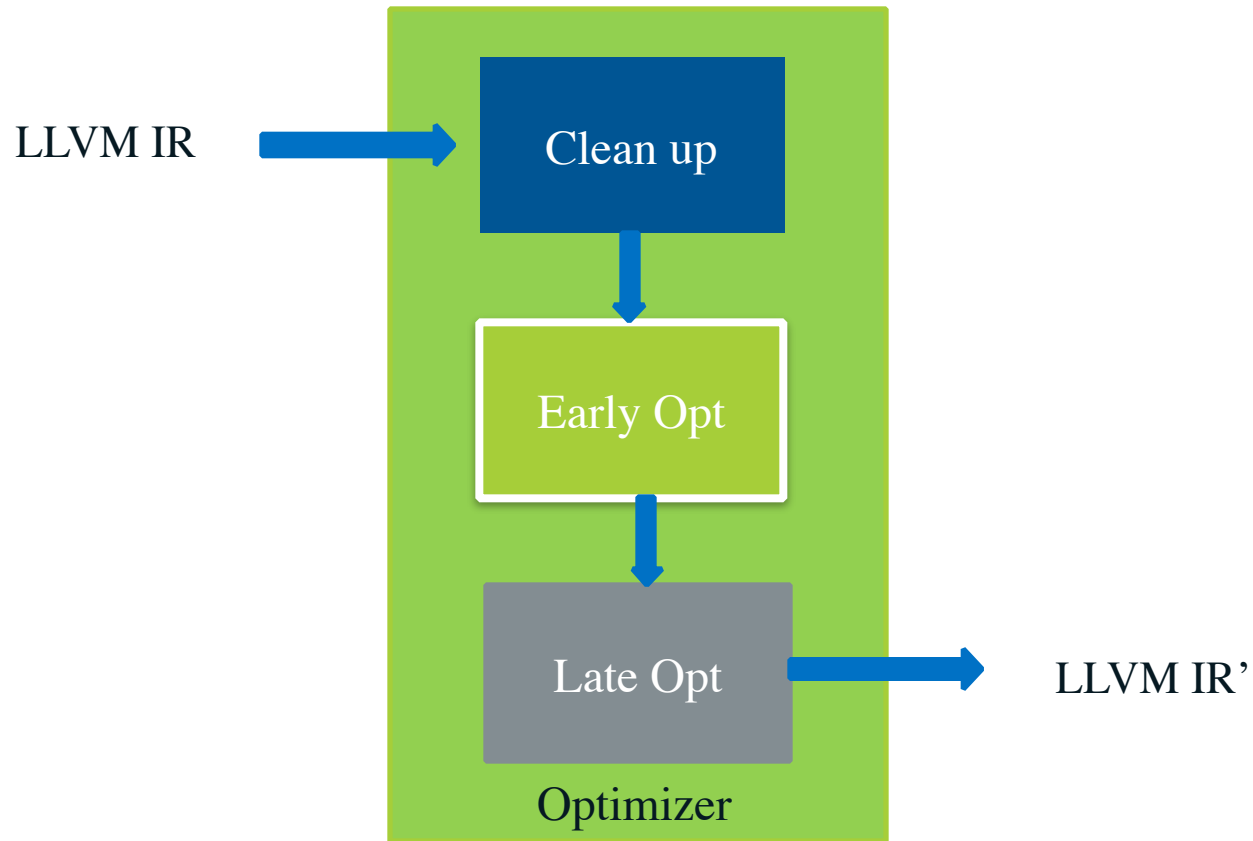 LLVM IR
Clean up
Early Opt
Late Opt
LLVM IR’
Optimizer